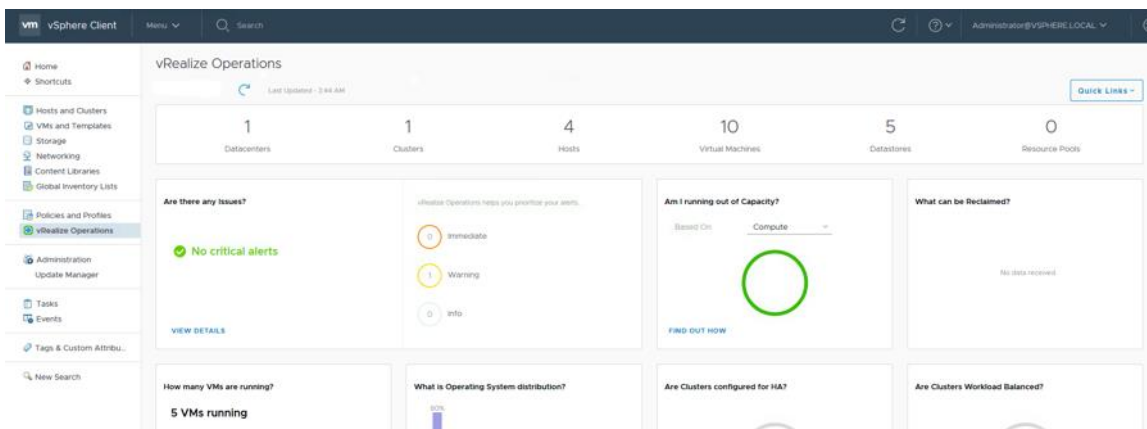 vm vSphere Client Menu Search Administrator@VSPHERE.LOCAL
Home
Shortcuts
Hosts and Clusters
VMs and Templates
Storage
Networking
Content Libraries
Global Inventory Lists
Policies and Profiles
vRealize Operations
Administration
Update Manager
Tasks
Events
Tags & Custom Attribu...
New Search
vRealize Operations
Last Updated - 2:44 AM
Quick Links
1 1 4 10 5 0
Datacenters Clusters Hosts Virtual Machines Datastores Resource Pools
Are there any Issues?
No critical alerts
VIEW DETAILS
vRealize Operations helps you prioritize your alerts.
0 Immediate
1 Warning
0 Info
Am I running out of Capacity?
Based On Compute
FIND OUT HOW
What can be Reclaimed?
No data received
How many VMs are running?
5 VMs running
What is Operating System distribution?
80%
Are Clusters configured for HA?
Are Clusters Workload Balanced?